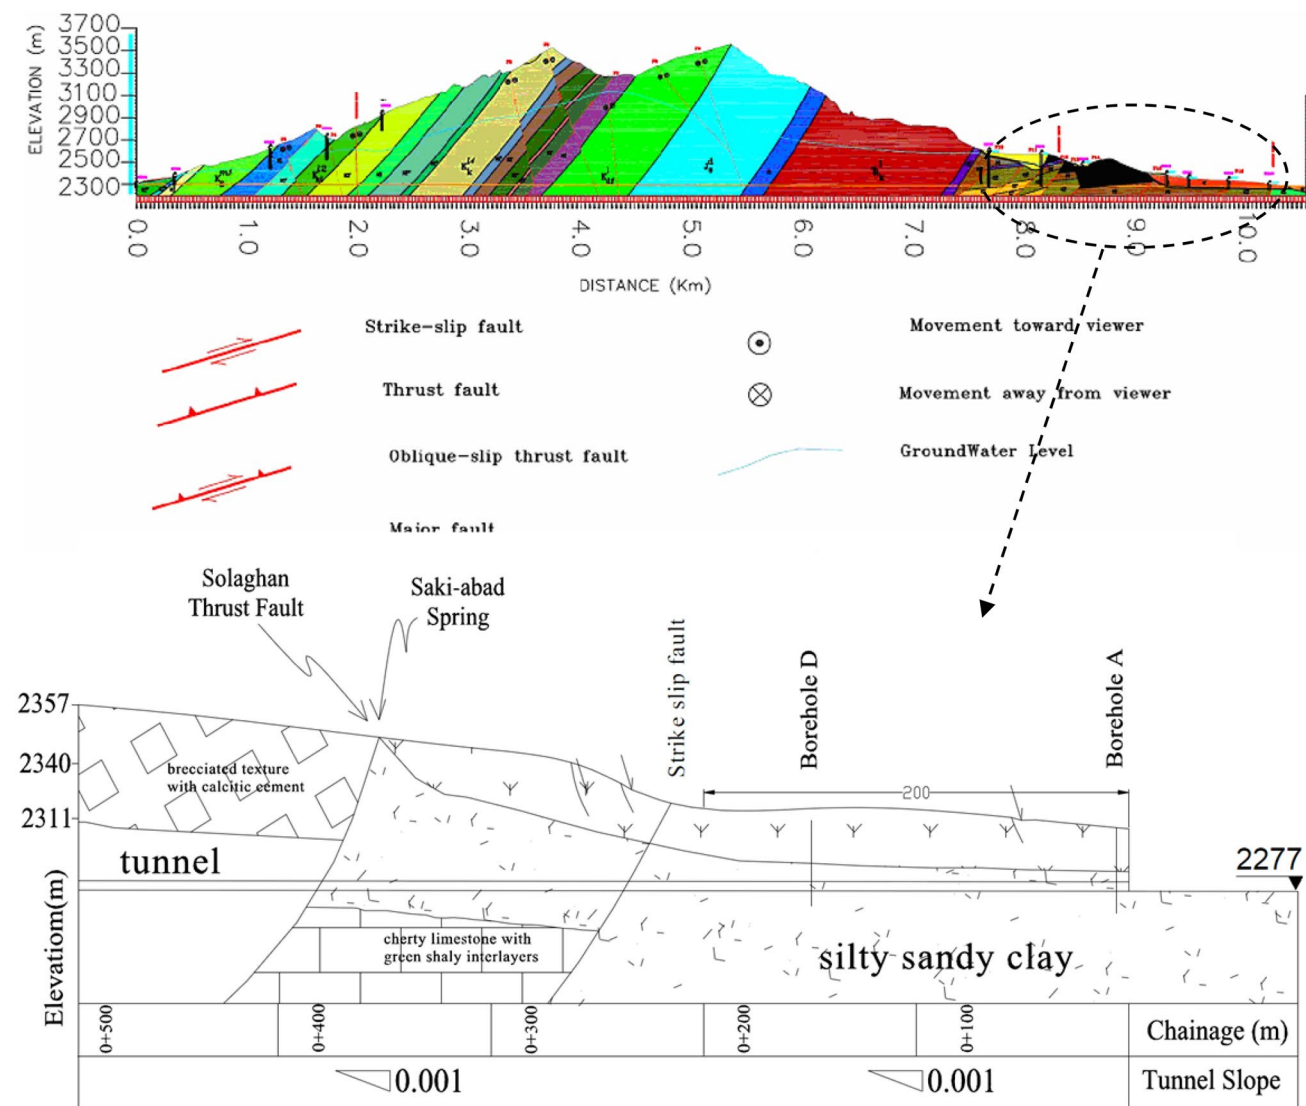 3700
3500
3300
3100
2900
2700
2500
2300
ELEVATION (m)
0.0
1.0
2.0
3.0
4.0
5.0
6.0
7.0
8.0
9.0
10.0
DISTANCE (Km)
Strike-slip fault
Movement toward viewer
Thrust fault
Movement away from viewer
Oblique-slip thrust fault
GroundWater Level
Major fault
Solaghan
Thrust Fault
Saki-abad
Spring
Strike slip fault
Borehole D
Borehole A
2357
2340
2311
brecciated texture
with calcitic cement
200
tunnel
2277
Elevatiom(m)
cherty limestone with
green shaly interlayers
silty sandy clay
0+500
0+400
0+300
0+200
0+100
Chainage (m)
0.001
0.001
Tunnel Slope